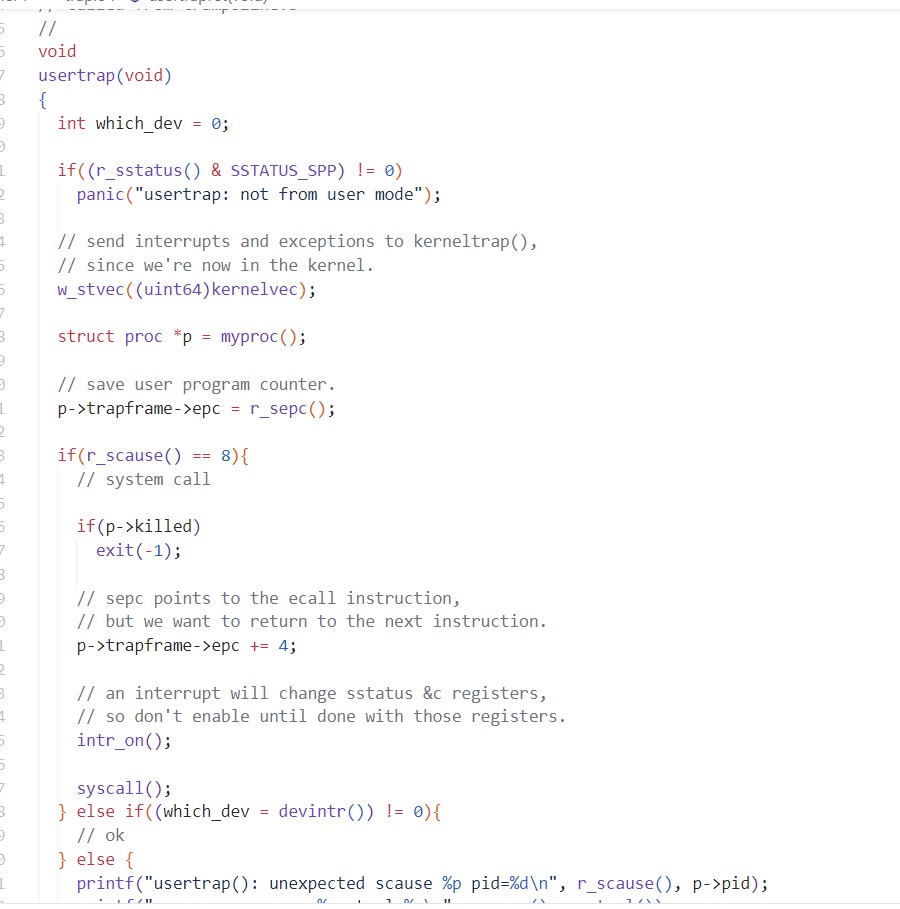 //
void
usertrap(void)
{
  int which_dev = 0;

  if((r_sstatus() & SSTATUS_SPP) != 0)
    panic("usertrap: not from user mode");

  // send interrupts and exceptions to kerneltrap(),
  // since we're now in the kernel.
  w_stvec((uint64)kernelvec);

  struct proc *p = myproc();

  // save user program counter.
  p->trapframe->epc = r_sepc();

  if(r_scause() == 8){
    // system call

    if(p->killed)
      exit(-1);

    // sepc points to the ecall instruction,
    // but we want to return to the next instruction.
    p->trapframe->epc += 4;

    // an interrupt will change sstatus &c registers,
    // so don't enable until done with those registers.
    intr_on();

    syscall();
  } else if((which_dev = devintr()) != 0){
    // ok
  } else {
    printf("usertrap(): unexpected scause %p pid=%d\n", r_scause(), p->pid);